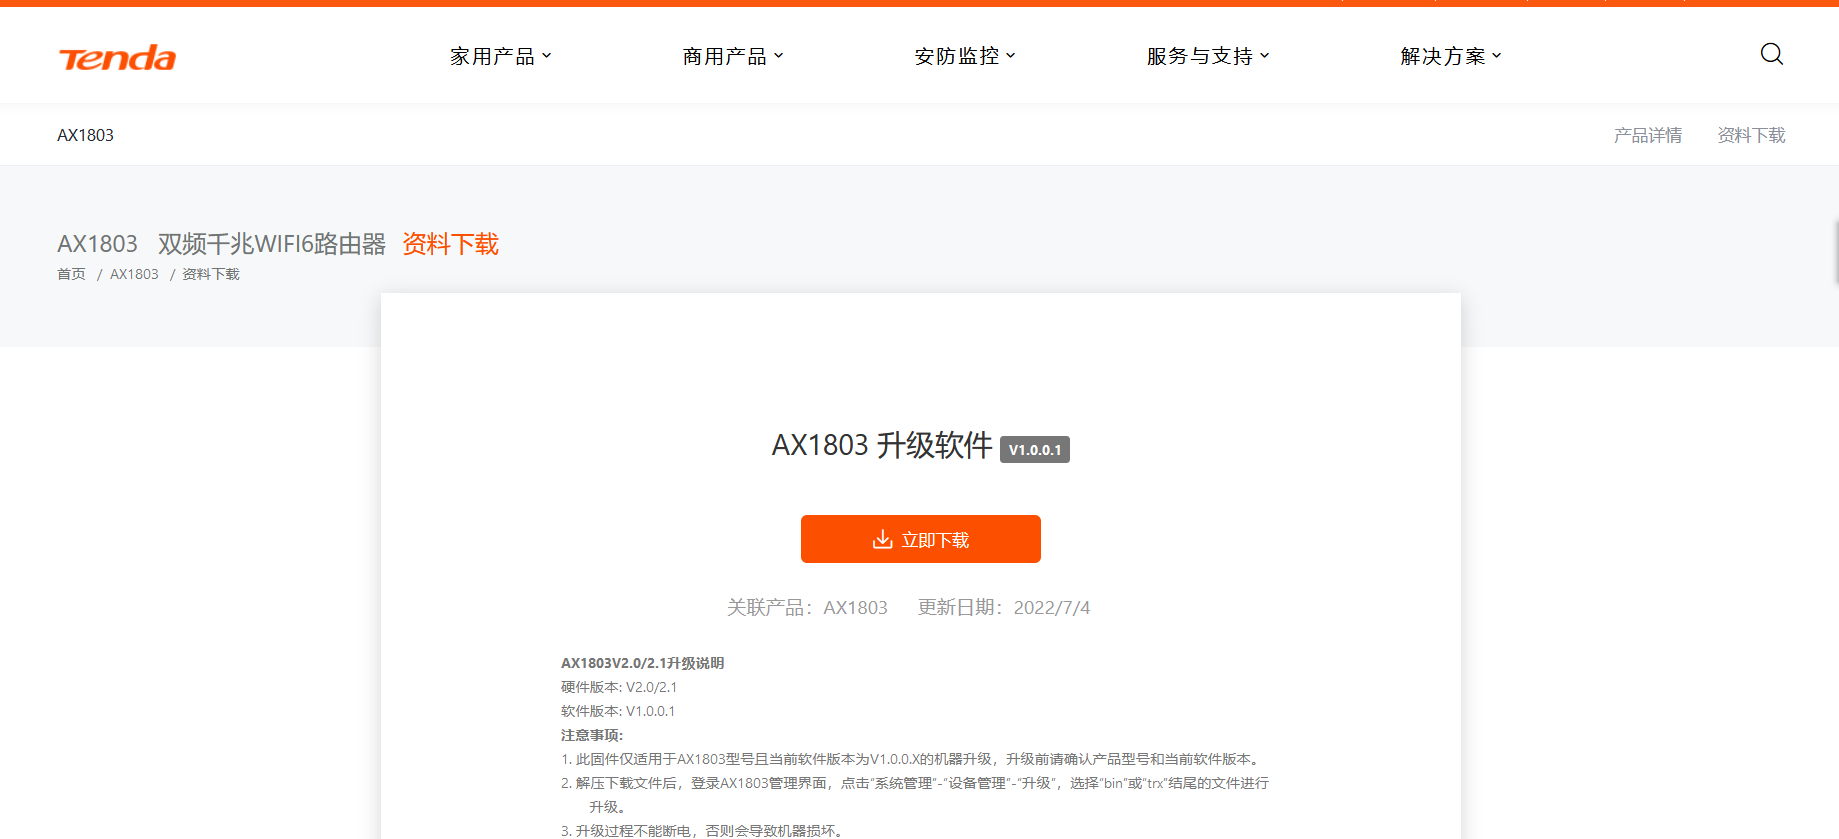 Tenda 家用产品 商用产品 安防监控 服务与支持 解决方案
AX1803 产品详情 资料下载
AX1803 双频千兆WIFI6路由器 资料下载
首页 / AX1803 / 资料下载
AX1803 升级软件 V1.0.0.1
立即下载
关联产品：AX1803 更新日期：2022/7/4
AX1803V2.0/2.1升级说明
硬件版本: V2.0/2.1
软件版本: V1.0.0.1
注意事项:
1. 此固件仅适用于AX1803型号且当前软件版本为V1.0.0.X的机器升级，升级前请确认产品型号和当前软件版本。
2. 解压下载文件后，登录AX1803管理界面，点击“系统管理”-“设备管理”-“升级”，选择“bin”或“trx”结尾的文件进行
升级。
3. 升级过程不能断电，否则会导致机器损坏。